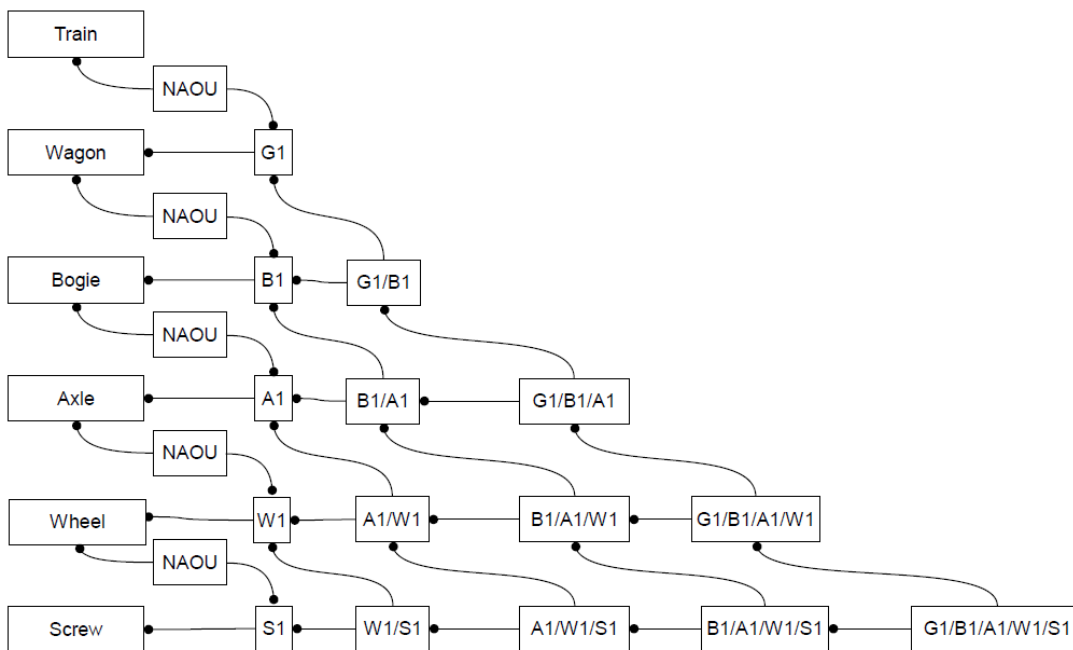 Train
NAOU
Wagon
G1
NAOU
Bogie
B1
G1/B1
NAOU
Axle
A1
B1/A1
G1/B1/A1
NAOU
Wheel
W1
A1/W1
B1/A1/W1
G1/B1/A1/W1
NAOU
Screw
S1
W1/S1
A1/W1/S1
B1/A1/W1/S1
G1/B1/A1/W1/S1